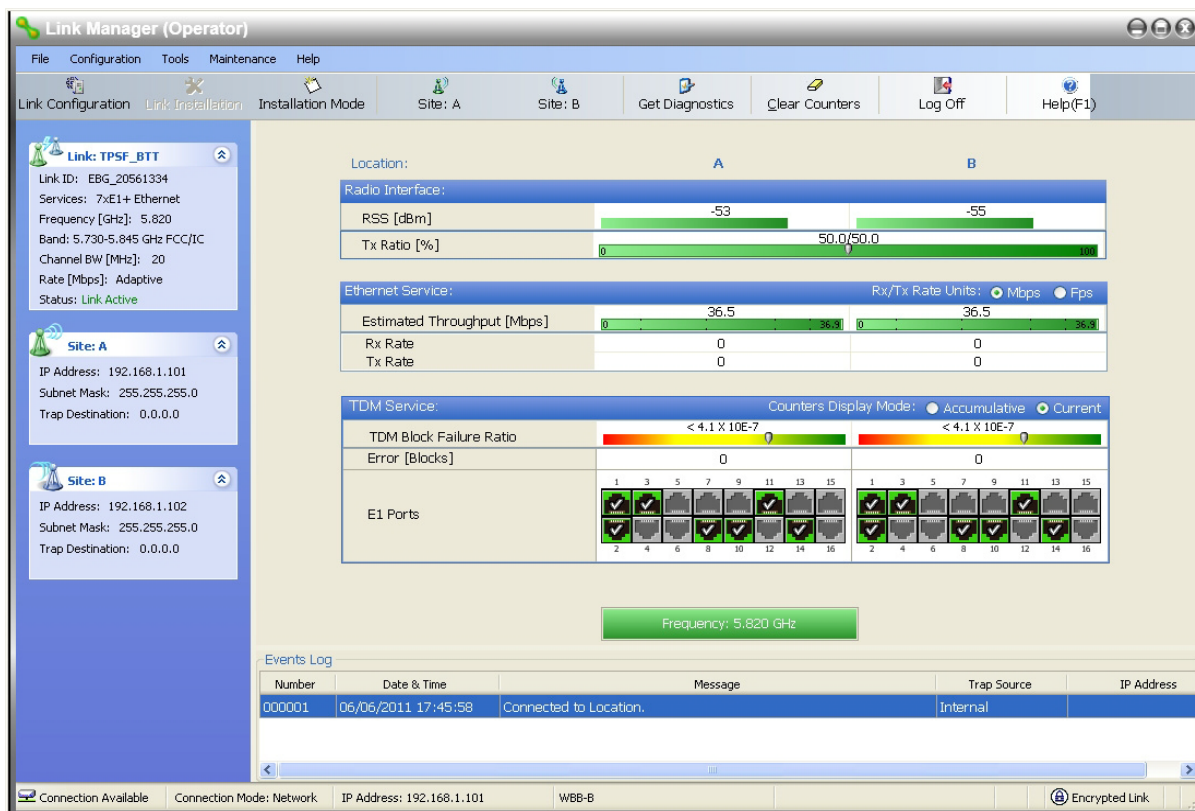 Link Manager (Operator)
File Configuration Tools Maintenance Help
Link Configuration Link Installation Installation Mode Site: A Site: B Get Diagnostics Clear Counters Log Off Help(F1)
Link: TPSF_BTT
Link ID: EBG_20561334
Services: 7xE1+ Ethernet
Frequency [GHz]: 5.820
Band: 5.730-5.845 GHz FCC/IC
Channel BW [MHz]: 20
Rate [Mbps]: Adaptive
Status: Link Active
Site: A
IP Address: 192.168.1.101
Subnet Mask: 255.255.255.0
Trap Destination: 0.0.0.0
Site: B
IP Address: 192.168.1.102
Subnet Mask: 255.255.255.0
Trap Destination: 0.0.0.0
Location: A B
Radio Interface:
RSS [dBm] -53 -55
Tx Ratio [%] 0 50.0/50.0 100
Ethernet Service: Rx/Tx Rate Units: Mbps Fps
Estimated Throughput [Mbps] 0 36.5 36.9 0 36.5 36.9
Rx Rate 0 0
Tx Rate 0 0
TDM Service: Counters Display Mode: Accumulative Current
TDM Block Failure Ratio < 4.1 X 10E-7 < 4.1 X 10E-7
Error [Blocks] 0 0
1 3 5 7 9 11 13 15 1 3 5 7 9 11 13 15
E1 Ports
2 4 6 8 10 12 14 16 2 4 6 8 10 12 14 16
Frequency: 5.820 GHz
Events Log
Number Date & Time Message Trap Source IP Address
000001 06/06/2011 17:45:58 Connected to Location. Internal
Connection Available Connection Mode: Network IP Address: 192.168.1.101 WBB-B Encrypted Link